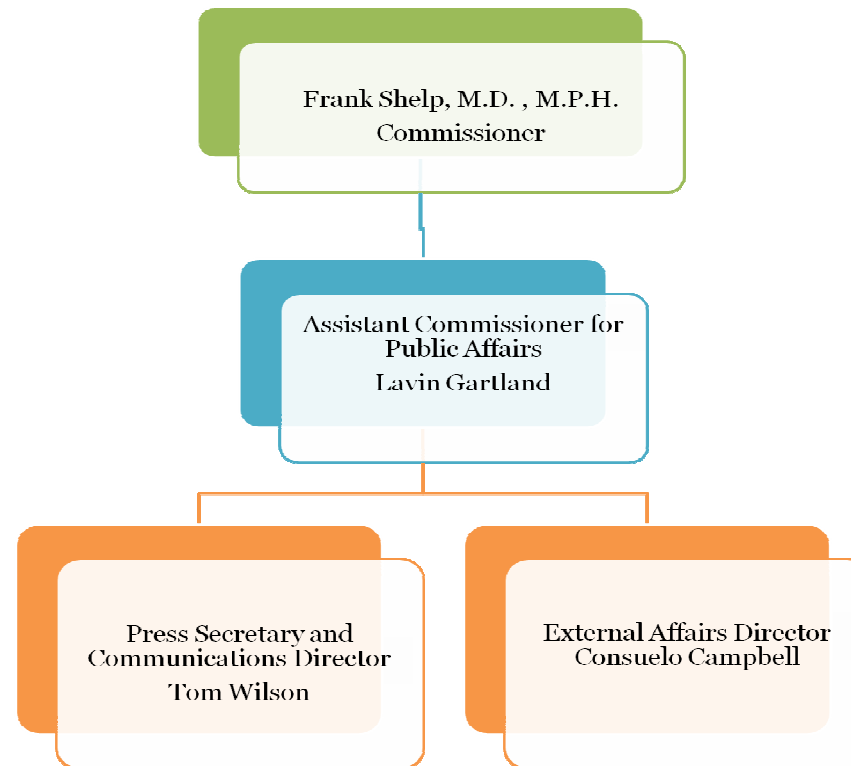 Frank Shelp, M.D. , M.P.H.
Commissioner
Assistant Commissioner for
Public Affairs
Lavin Gartland
Press Secretary and
Communications Director
Tom Wilson
External Affairs Director
Consuelo Campbell